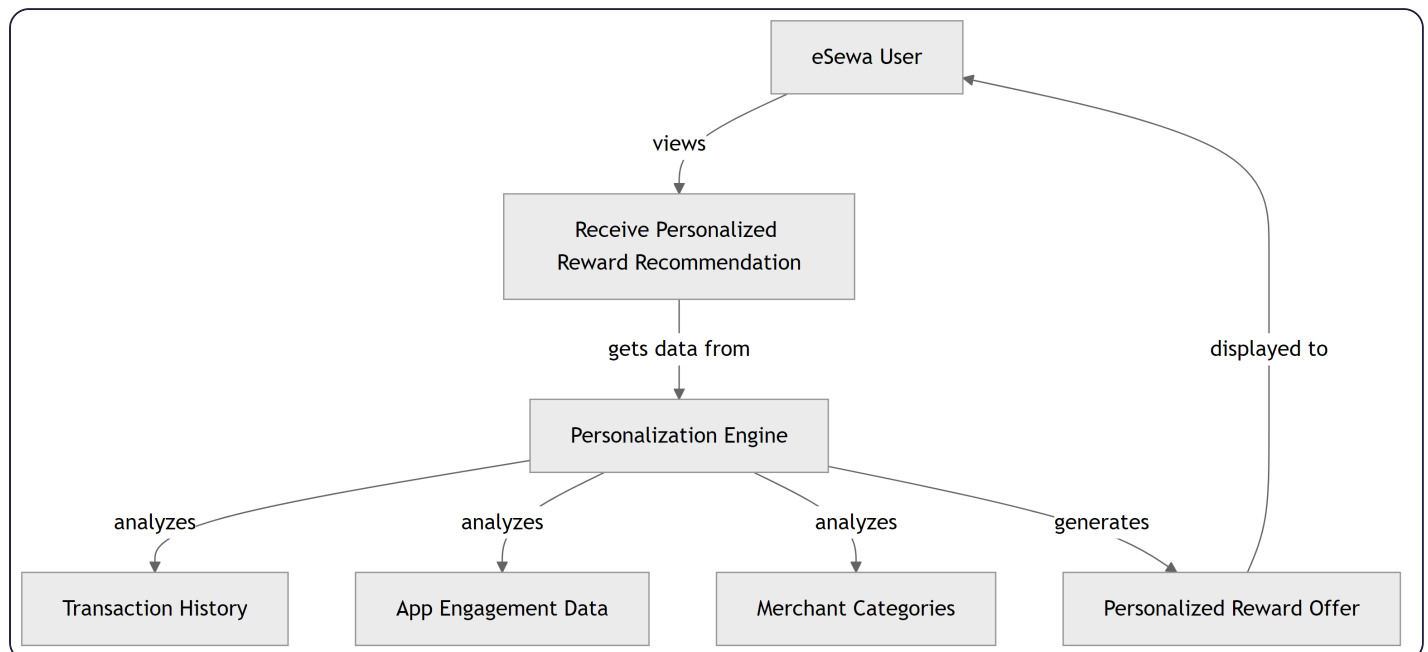 eSewa User
views
Receive Personalized
Reward Recommendation
gets data from
displayed to
Personalization Engine
analyzes
analyzes
analyzes
generates
Transaction History
App Engagement Data
Merchant Categories
Personalized Reward Offer